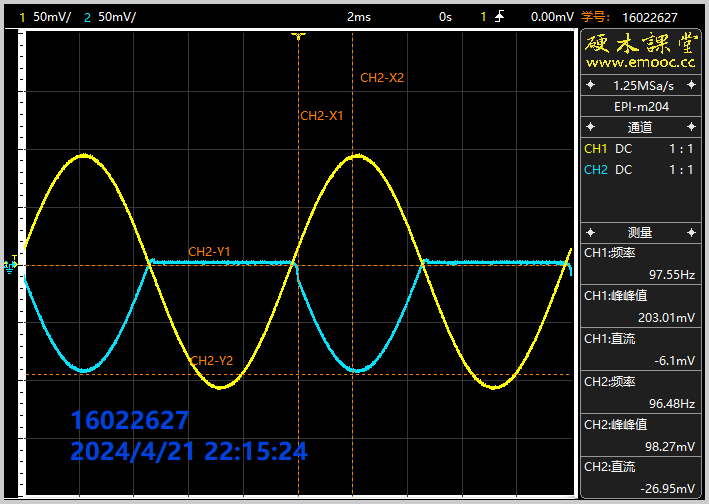 1 50mV/ 2 50mV/ 2ms 0s 1 0.00mV 学号: 16022627
硬木課堂
www.emooc.cc
1.25MSa/s
EPI-m204
通道
CH1 DC 1 : 1
CH2 DC 1 : 1
测量
CH1:频率
97.55Hz
CH1:峰峰值
203.01mV
CH1:直流
-6.1mV
CH2:频率
96.48Hz
CH2:峰峰值
98.27mV
CH2:直流
-26.95mV
CH2-X2
CH2-X1
CH2-Y1
CH2-Y2
T
16022627
2024/4/21 22:15:24